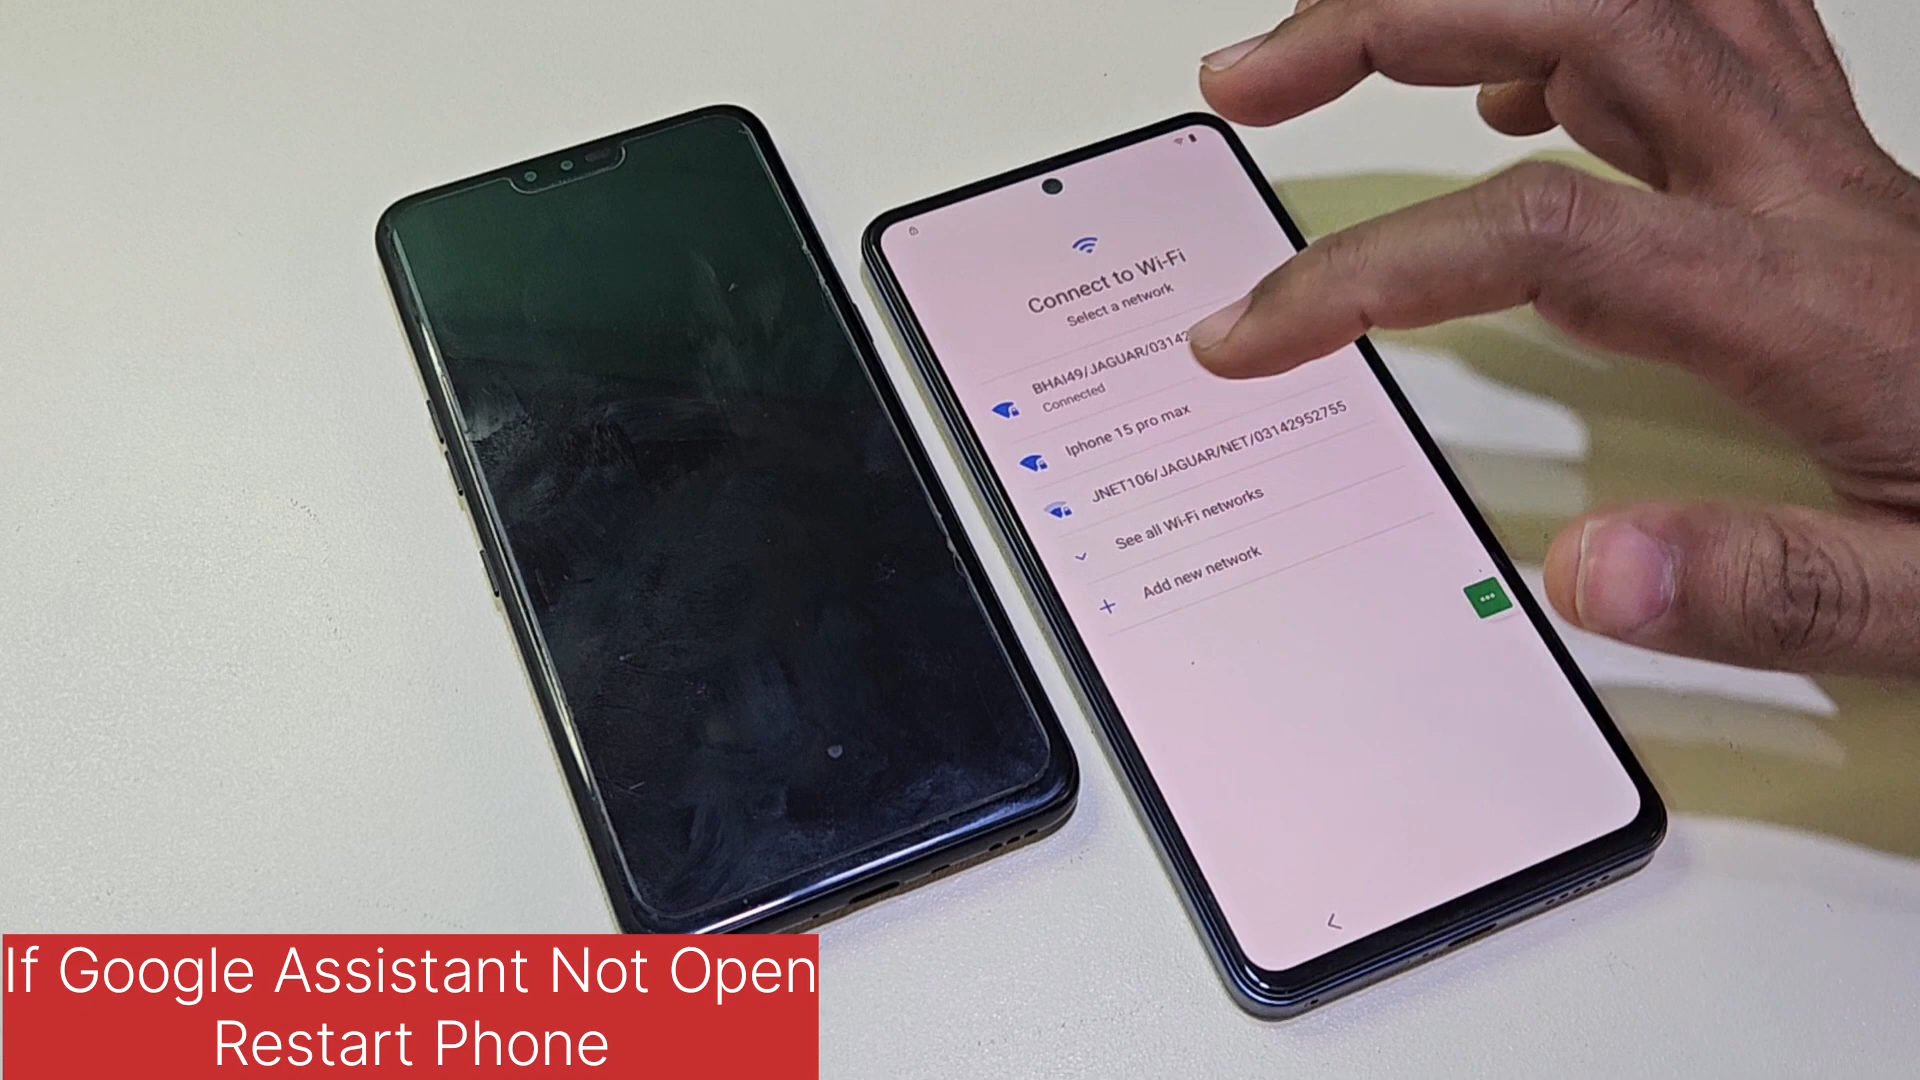 Connect to Wi-Fi
Select a network
BHAI49/JAGUAR/03142
Connected
Iphone 15 pro max
JNET106/JAGUAR/NET/03142952755
See all Wi-Fi networks
Add new network
If Google Assistant Not Open
Restart Phone